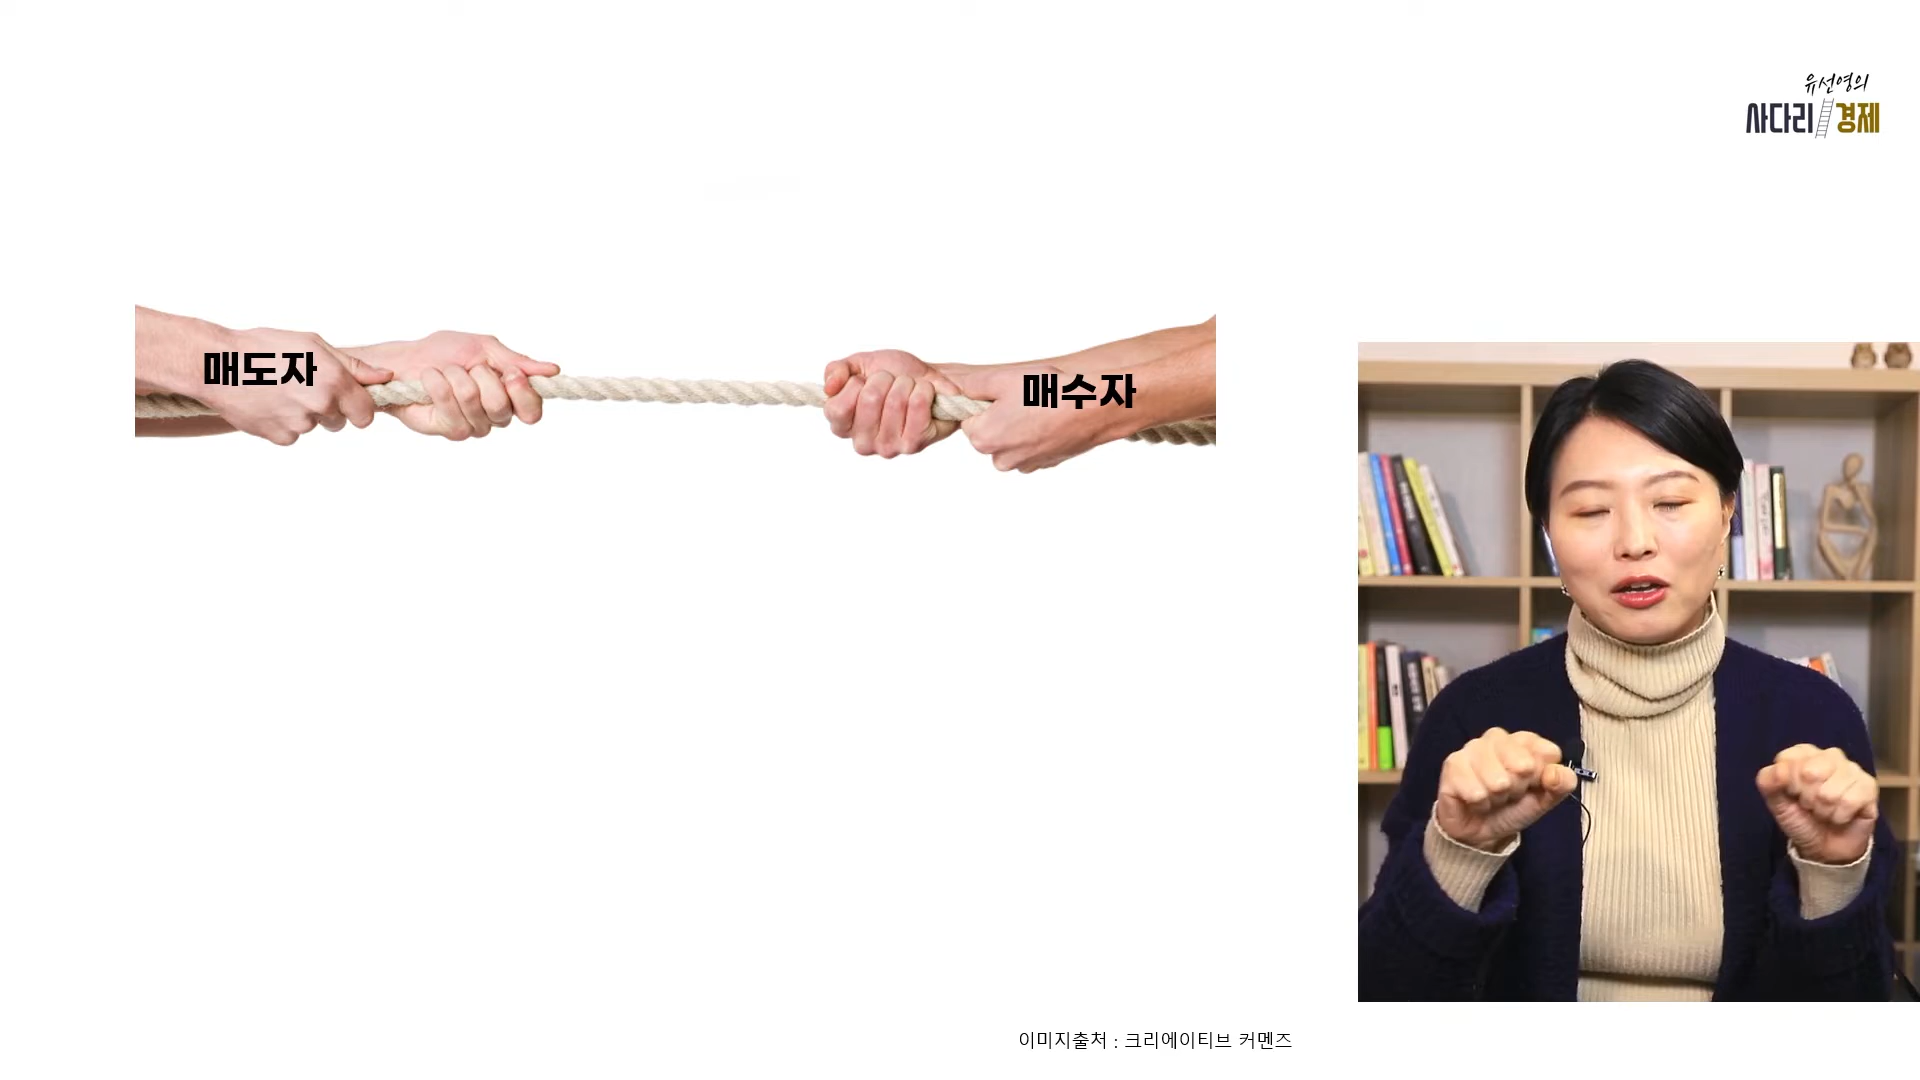 유선영의
사다리 경제
매도자
매수자
이미지출처 : 크리에이티브 커멘즈